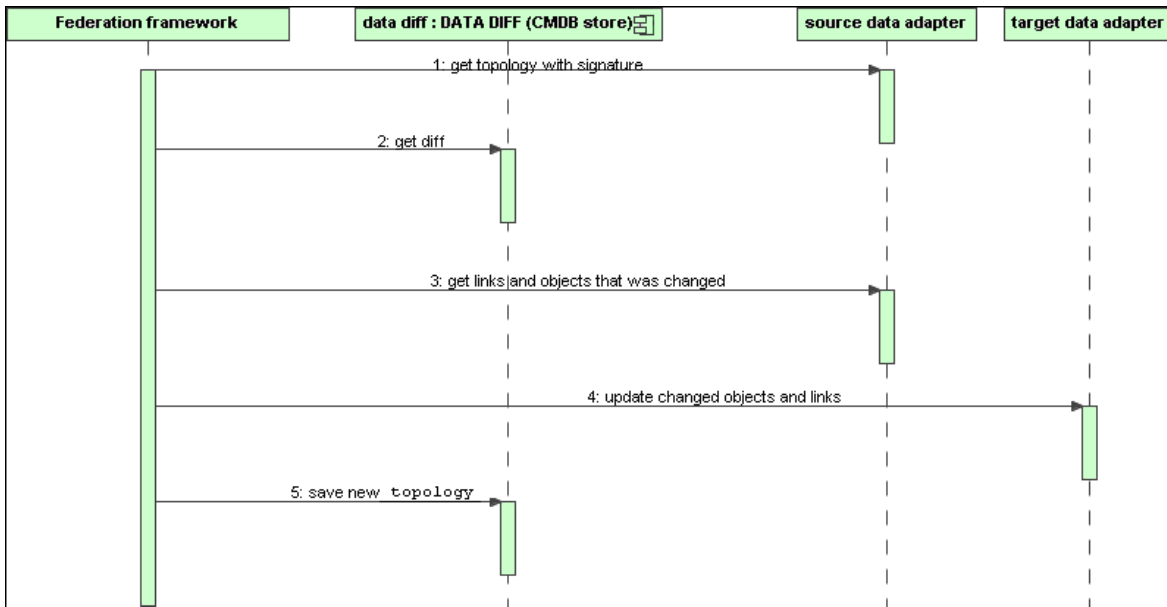 Federation framework
data diff : DATA DIFF (CMDB store)
source data adapter
target data adapter
1: get topology with signature
2: get diff
3: get links and objects that was changed
4: update changed objects and links
5: save new topology